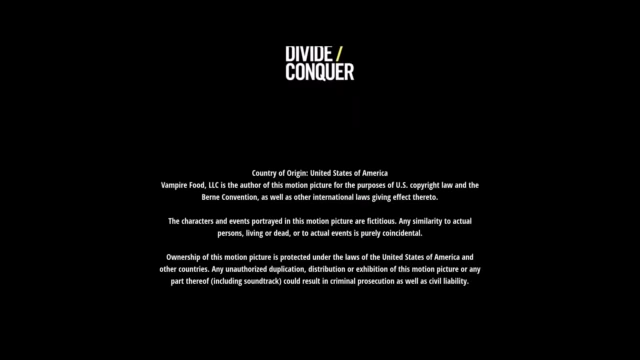 DIVIDE /
CONQUER
Country of Origin: United States of America
Vampire Food, LLC is the author of this motion picture for the purposes of U.S. copyright law and the
Berne Convention, as well as other international laws giving effect thereto.
The characters and events portrayed in this motion picture are fictitious. Any similarity to actual
persons, living or dead, or to actual events is purely coincidental.
Ownership of this motion picture is protected under the laws of the United States of America and
other countries. Any unauthorized duplication, distribution or exhibition of this motion picture or any
part thereof (including soundtrack) could result in criminal prosecution as well as civil liability.